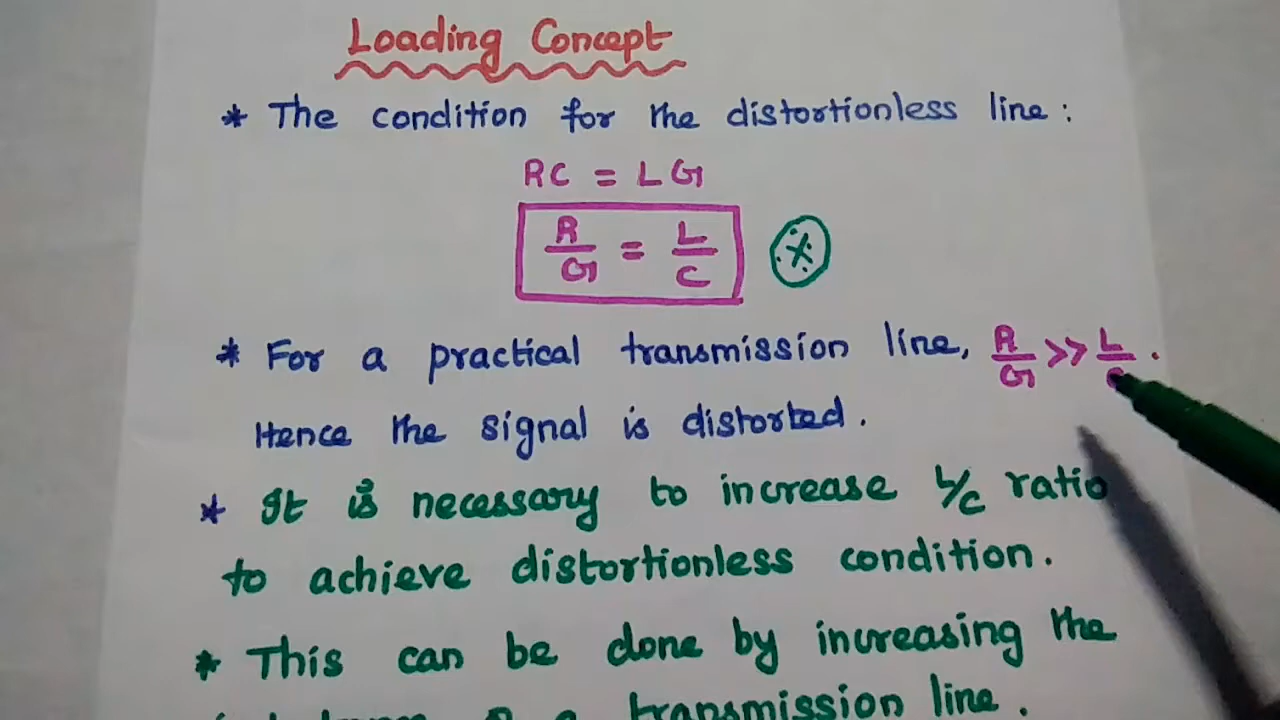 Loading Concept
* The condition for the distortionless line :
RC = LG
R/G = L/C *
* For a practical transmission line, R/G >> L/C .
Hence the signal is distorted.
* It is necessary to increase L/C ratio
to achieve distortionless condition.
* This can be done by increasing the
transmission line.